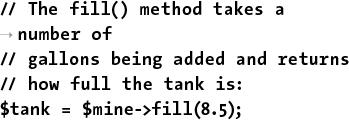 // The fill() method takes a
→ number of
// gallons being added and returns
// how full the tank is:
$tank = $mine->fill(8.5);